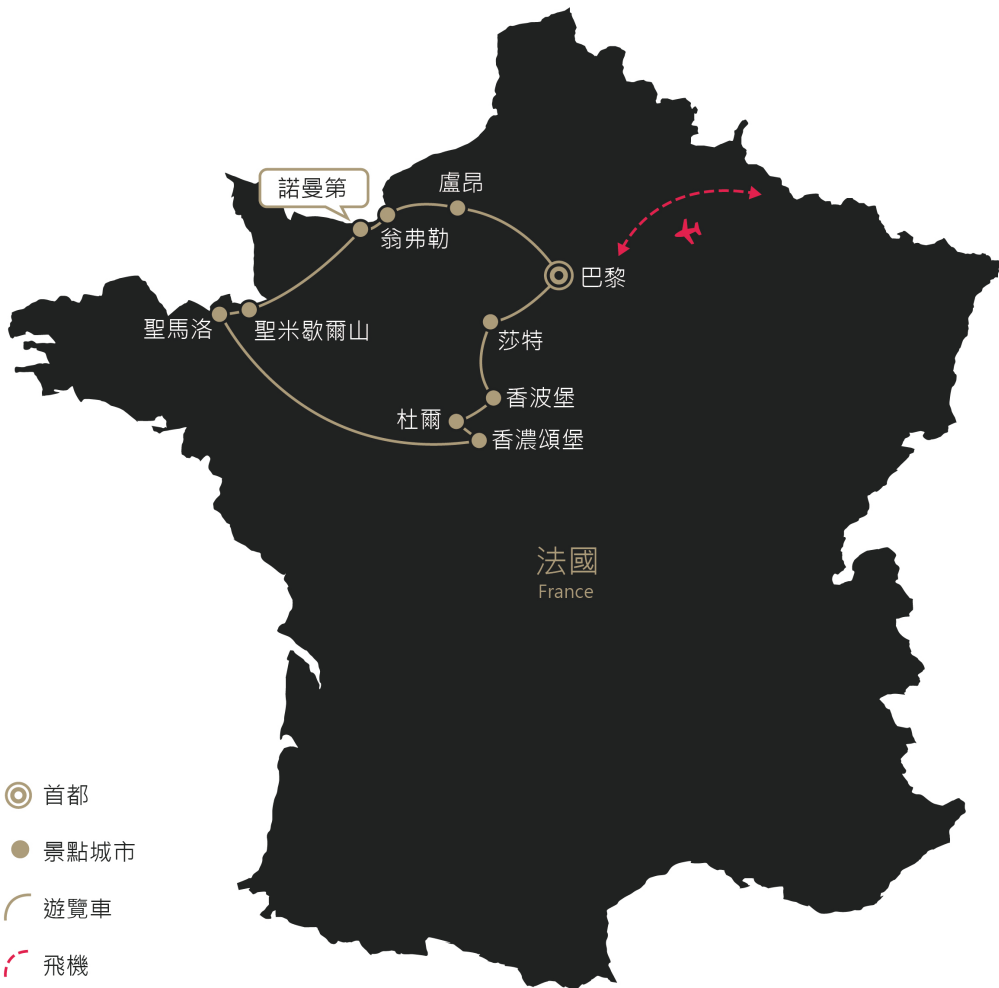 諾曼第
盧昂
翁弗勒
巴黎
聖馬洛
聖米歇爾山
莎特
香波堡
杜爾
香濃頌堡
法國
France
首都
景點城市
遊覽車
飛機